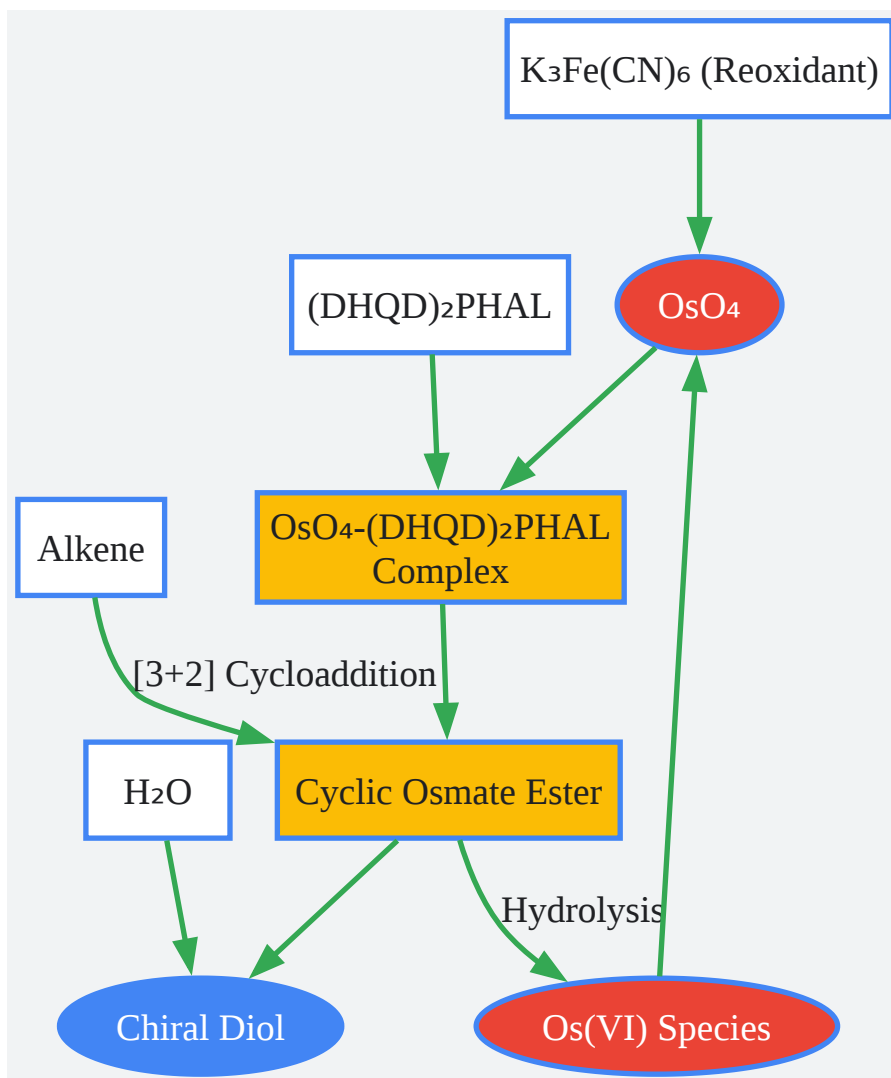 K₃Fe(CN)₆ (Reoxidant)
(DHQD)₂PHAL
OsO₄
OsO₄-(DHQD)₂PHAL
Complex
Alkene
[3+2] Cycloaddition
H₂O
Cyclic Osmate Ester
Hydrolysis
Chiral Diol
Os(VI) Species